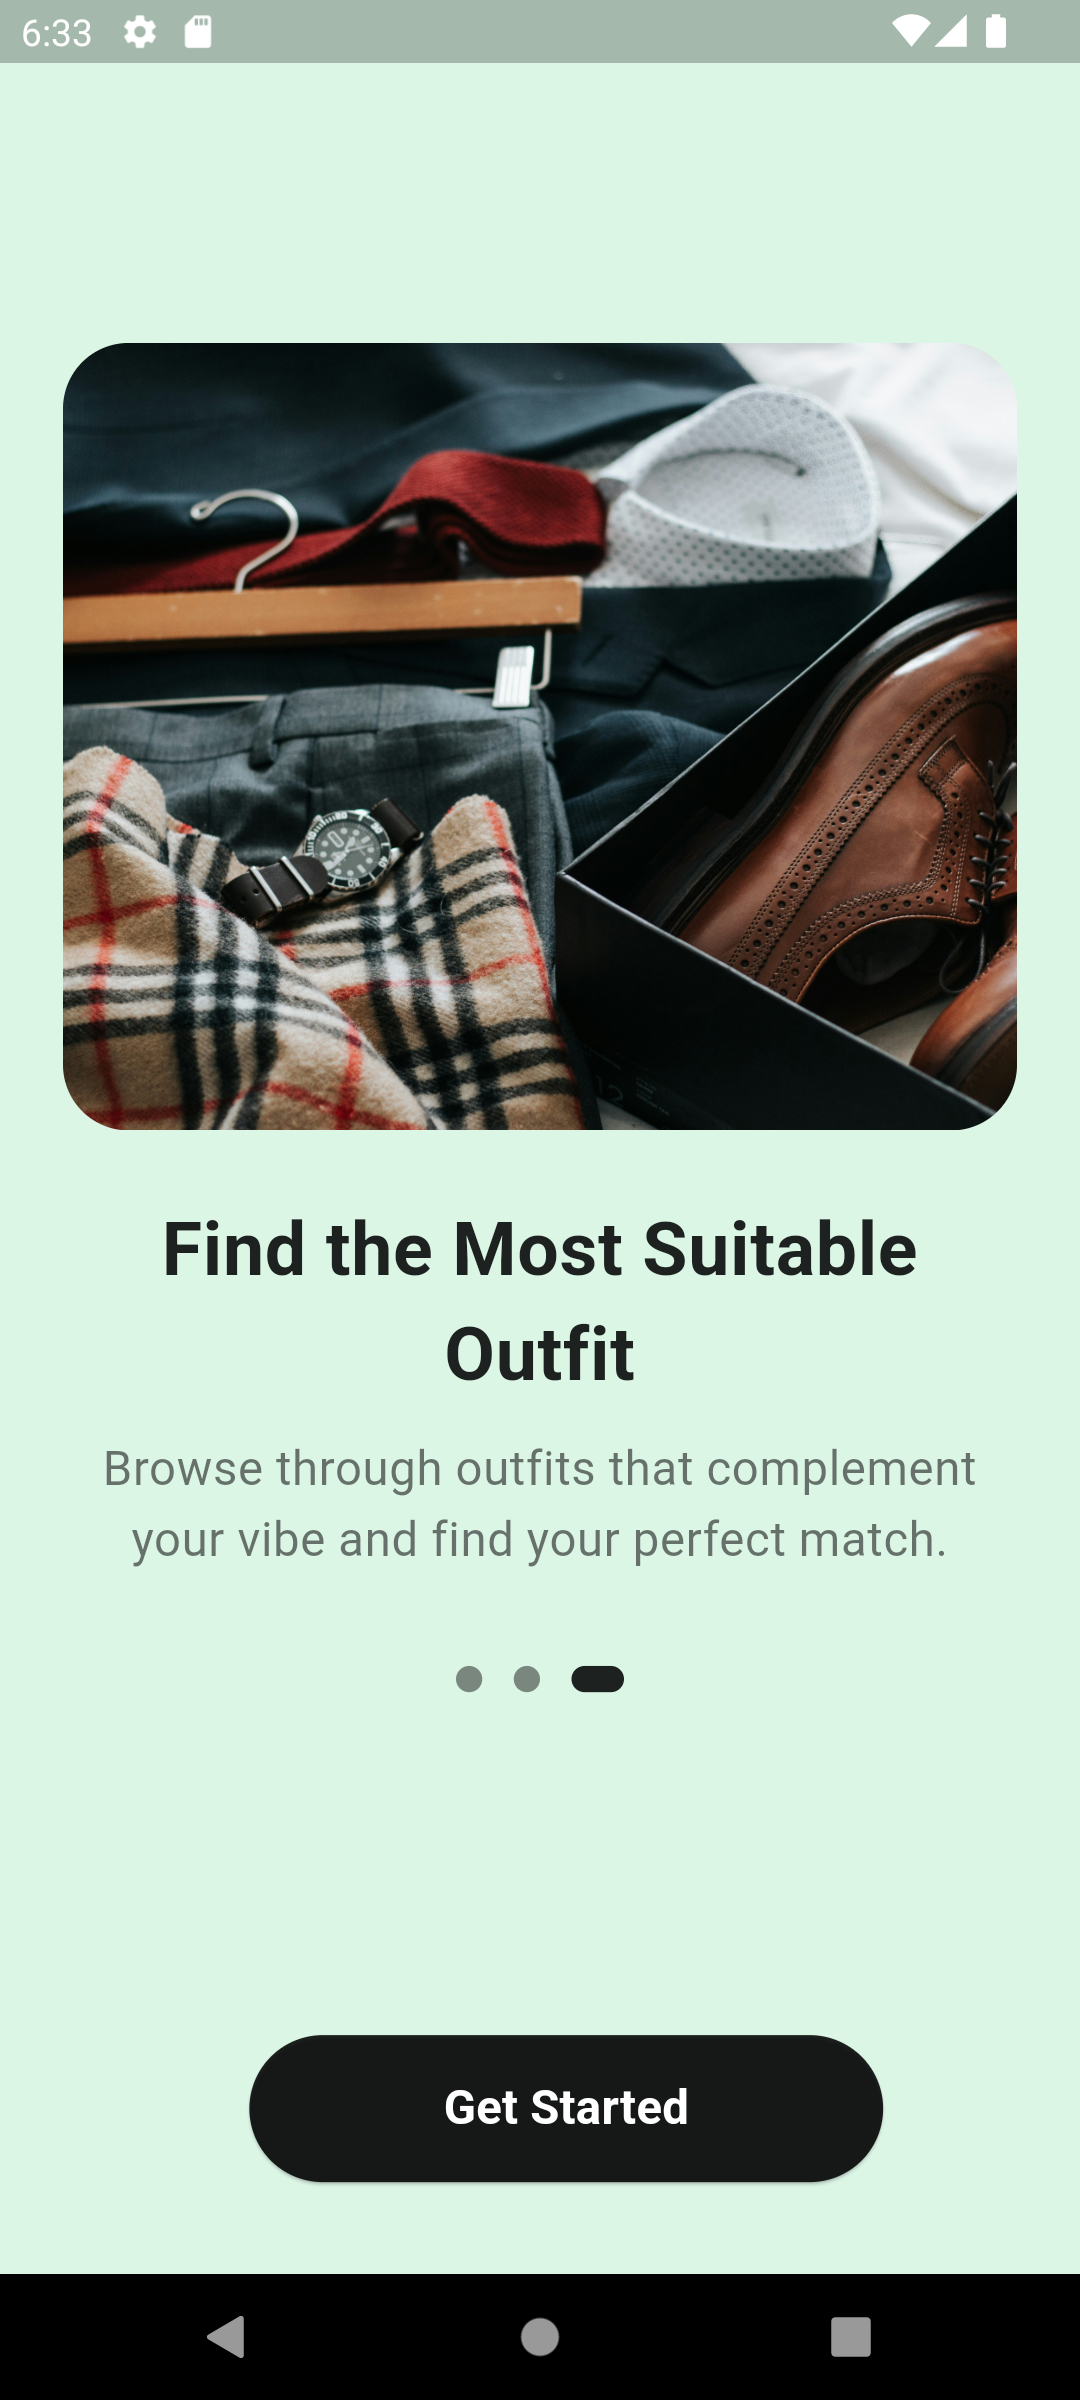 6:33
Find the Most Suitable
Outfit
Browse through outfits that complement
your vibe and find your perfect match.
Get Started